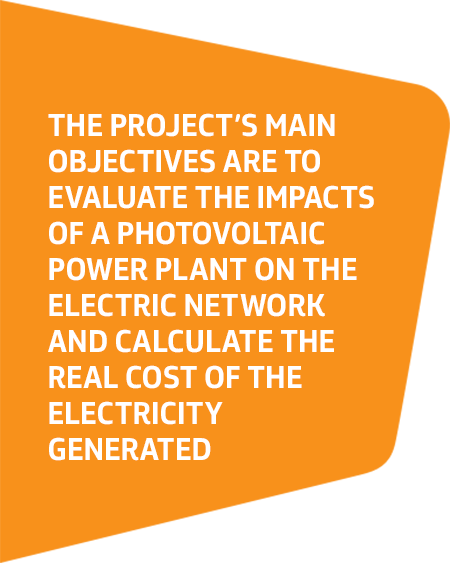 THE PROJECT’S MAIN
OBJECTIVES ARE TO
EVALUATE THE IMPACTS
OF A PHOTOVOLTAIC
POWER PLANT ON THE
ELECTRIC NETWORK
AND CALCULATE THE
REAL COST OF THE
ELECTRICITY
GENERATED